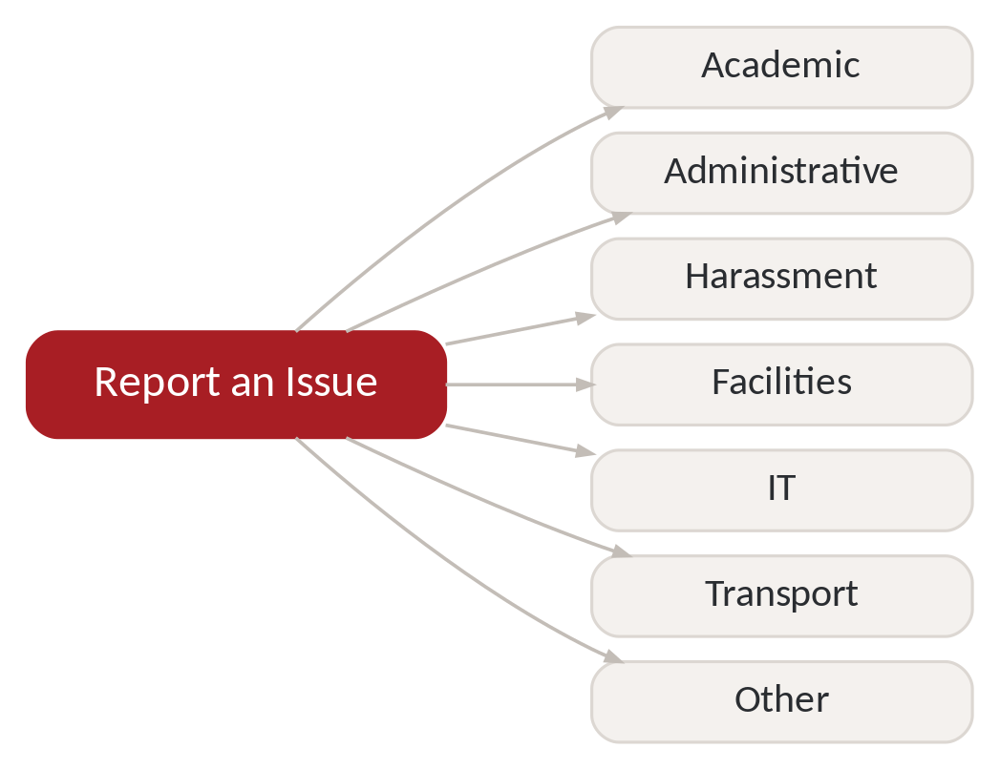 Academic
Administrative
Harassment
Report an Issue
Facilities
IT
Transport
Other